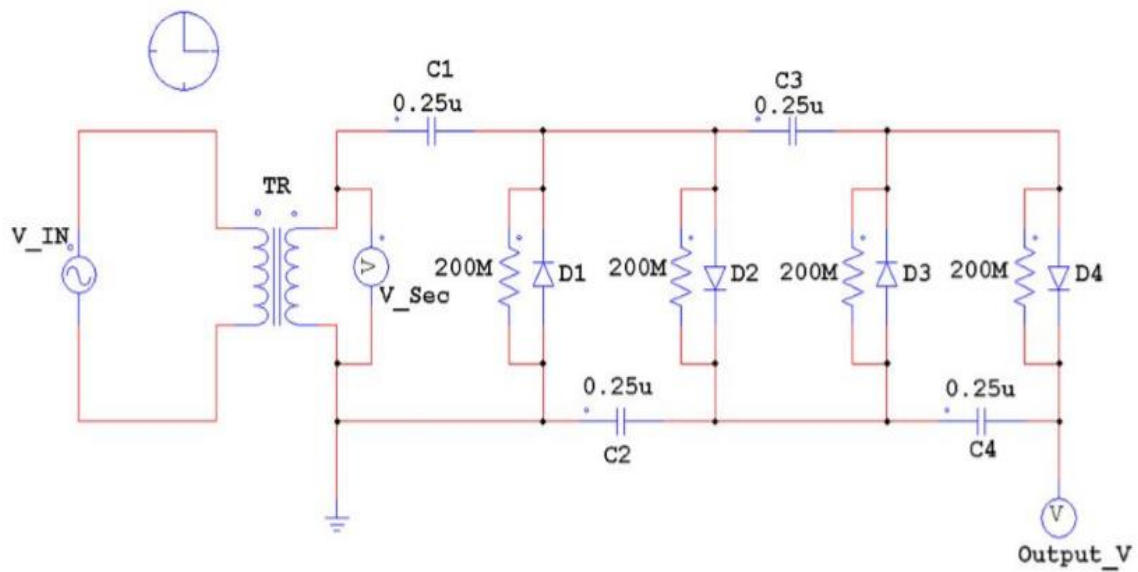 C1
0.25u
C3
0.25u
TR
V_IN
V
V_Sec
200M
D1
200M
D2
200M
D3
200M
D4
0.25u
C2
0.25u
C4
V
Output_V